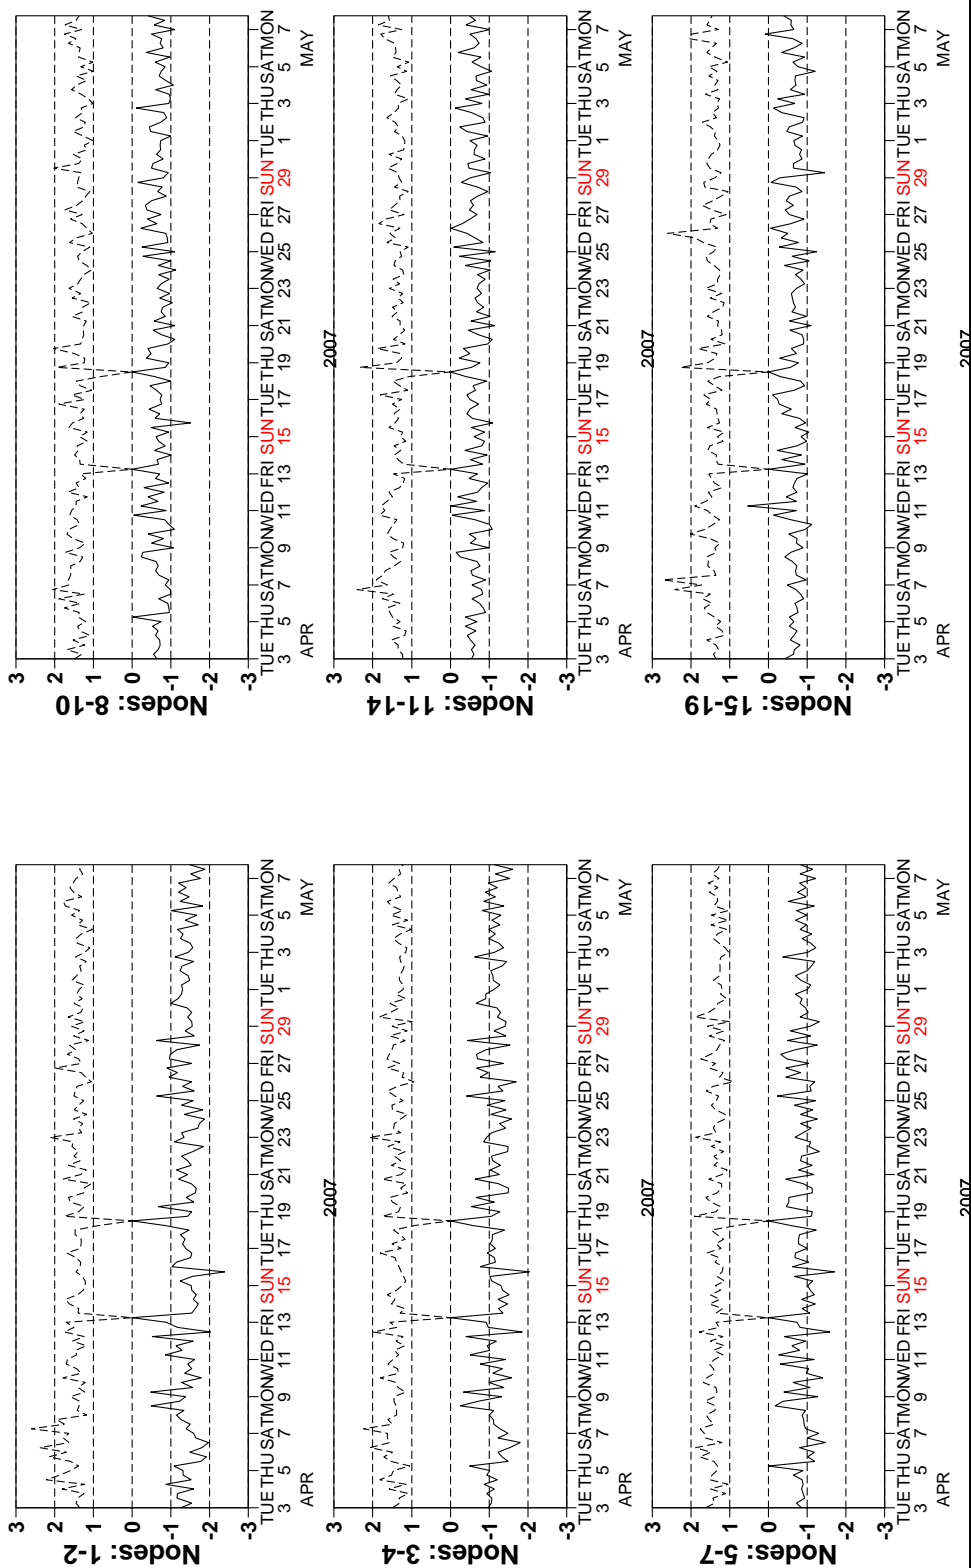 Nodes: 1-2
3
2
1
0
-1
-2
-3
TUE THU SAT MON WED FRI SUN TUE THU SAT MON WED FRI SUN TUE THU SAT MON
3 5 7 9 11 13 15 17 19 21 23 25 27 29 1 3 5 7
APR MAY
2007
Nodes: 3-4
3
2
1
0
-1
-2
-3
TUE THU SAT MON WED FRI SUN TUE THU SAT MON WED FRI SUN TUE THU SAT MON
3 5 7 9 11 13 15 17 19 21 23 25 27 29 1 3 5 7
APR MAY
2007
Nodes: 5-7
3
2
1
0
-1
-2
-3
TUE THU SAT MON WED FRI SUN TUE THU SAT MON WED FRI SUN TUE THU SAT MON
3 5 7 9 11 13 15 17 19 21 23 25 27 29 1 3 5 7
APR MAY
2007
Nodes: 8-10
3
2
1
0
-1
-2
-3
TUE THU SAT MON WED FRI SUN TUE THU SAT MON WED FRI SUN TUE THU SAT MON
3 5 7 9 11 13 15 17 19 21 23 25 27 29 1 3 5 7
APR MAY
2007
Nodes: 11-14
3
2
1
0
-1
-2
-3
TUE THU SAT MON WED FRI SUN TUE THU SAT MON WED FRI SUN TUE THU SAT MON
3 5 7 9 11 13 15 17 19 21 23 25 27 29 1 3 5 7
APR MAY
2007
Nodes: 15-19
3
2
1
0
-1
-2
-3
TUE THU SAT MON WED FRI SUN TUE THU SAT MON WED FRI SUN TUE THU SAT MON
3 5 7 9 11 13 15 17 19 21 23 25 27 29 1 3 5 7
APR MAY
2007